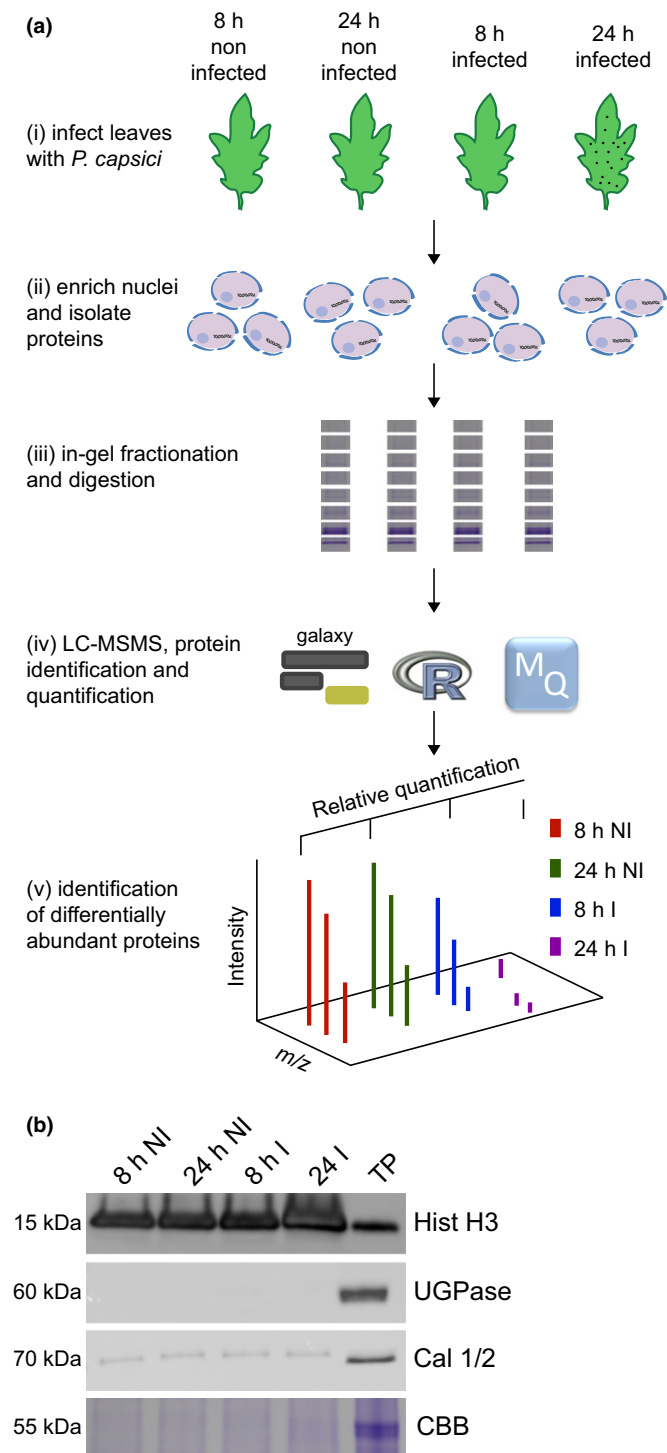 (a)
8 h
non
infected
24 h
non
infected
8 h
infected
24 h
infected
(i) infect leaves
with P. capsici
(ii) enrich nuclei
and isolate
proteins
(iii) in-gel fractionation
and digestion
(iv) LC-MSMS, protein
identification and
quantification
galaxy
R
M
Q
(v) identification
of differentially
abundant proteins
Relative quantification
Intensity
m/z
8 h NI
24 h NI
8 h I
24 h I
(b)
8 h NI
24 h NI
8 h I
24 I
TP
15 kDa
Hist H3
60 kDa
UGPase
70 kDa
Cal 1/2
55 kDa
CBB